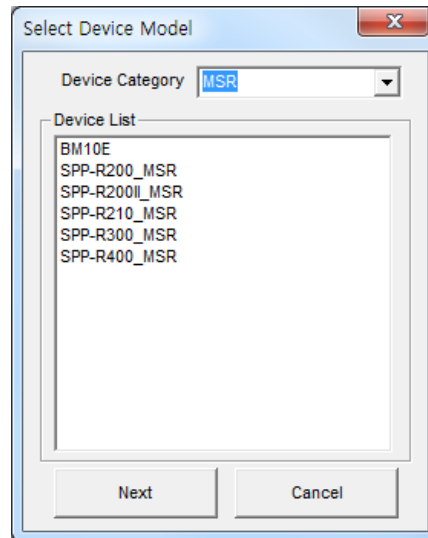 Select Device Model
Device Category MSR
Device List
BM10E
SPP-R200_MSR
SPP-R200II_MSR
SPP-R210_MSR
SPP-R300_MSR
SPP-R400_MSR
Next Cancel